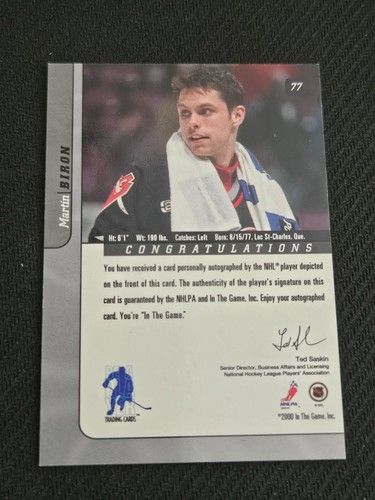 77
Martin BIRON
Ht: 6'1" Wt: 180 lbs. Catches: Left Born: 8/15/77, Lac St-Charles, Que.
CONGRATULATIONS
You have received a card personally autographed by the NHL® player depicted
on the front of this card. The authenticity of the player's signature on this
card is guaranteed by the NHLPA and In The Game, Inc. Enjoy your autographed
card. You're "In The Game."
Ted Saskin
Senior Director, Business Affairs and Licensing
National Hockey League Players' Association
TRADING CARDS
NHLPA
NHL
©2000 In The Game, Inc.